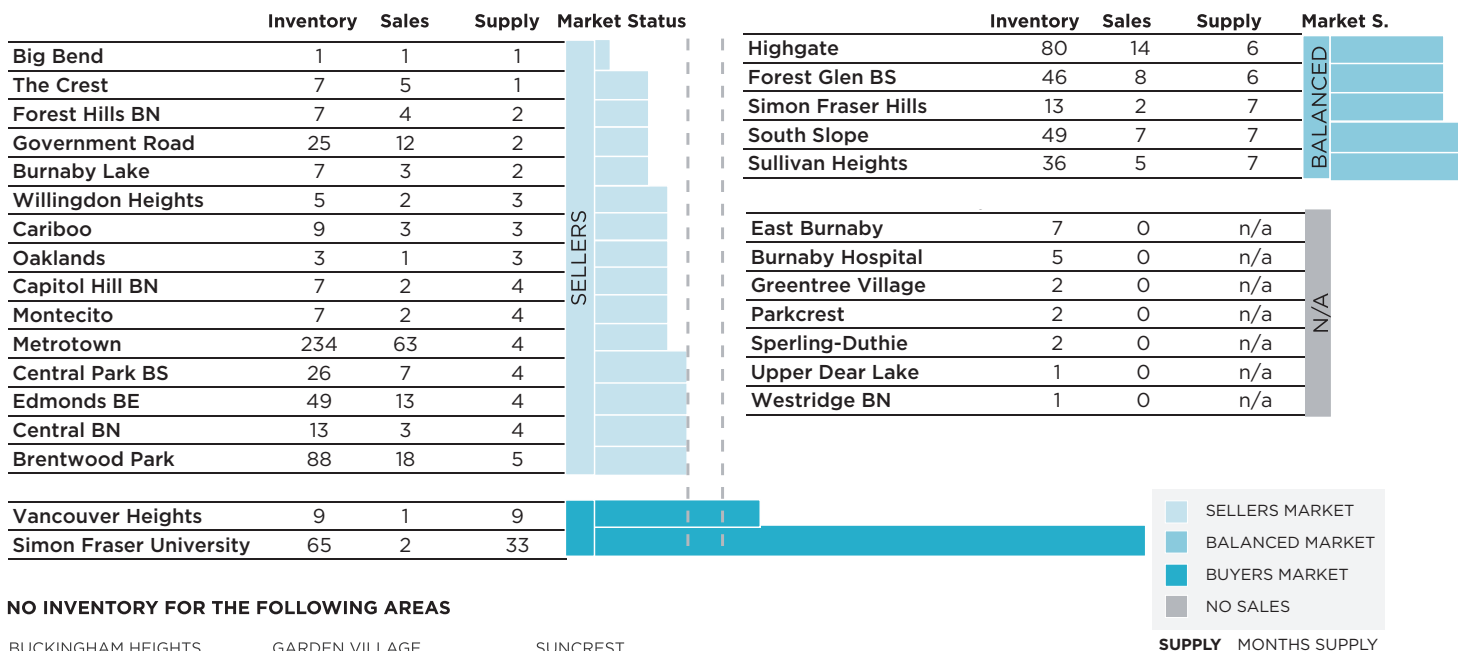 Inventory Sales Supply Market Status
Big Bend 1 1 1
The Crest 7 5 1
Forest Hills BN 7 4 2
Government Road 25 12 2
Burnaby Lake 7 3 2
Willingdon Heights 5 2 3
Cariboo 9 3 3
Oaklands 3 1 3
Capitol Hill BN 7 2 4
Montecito 7 2 4
Metrotown 234 63 4
Central Park BS 26 7 4
Edmonds BE 49 13 4
Central BN 13 3 4
Brentwood Park 88 18 5
SELLERS
Vancouver Heights 9 1 9
Simon Fraser University 65 2 33
Inventory Sales Supply Market S.
Highgate 80 14 6
Forest Glen BS 46 8 6
Simon Fraser Hills 13 2 7
South Slope 49 7 7
Sullivan Heights 36 5 7
BALANCED
East Burnaby 7 0 n/a
Burnaby Hospital 5 0 n/a
Greentree Village 2 0 n/a
Parkcrest 2 0 n/a
Sperling-Duthie 2 0 n/a
Upper Dear Lake 1 0 n/a
Westridge BN 1 0 n/a
N/A
SELLERS MARKET
BALANCED MARKET
BUYERS MARKET
NO SALES
SUPPLY MONTHS SUPPLY
NO INVENTORY FOR THE FOLLOWING AREAS
BUCKINGHAM HEIGHTS GARDEN VILLAGE SUNCREST